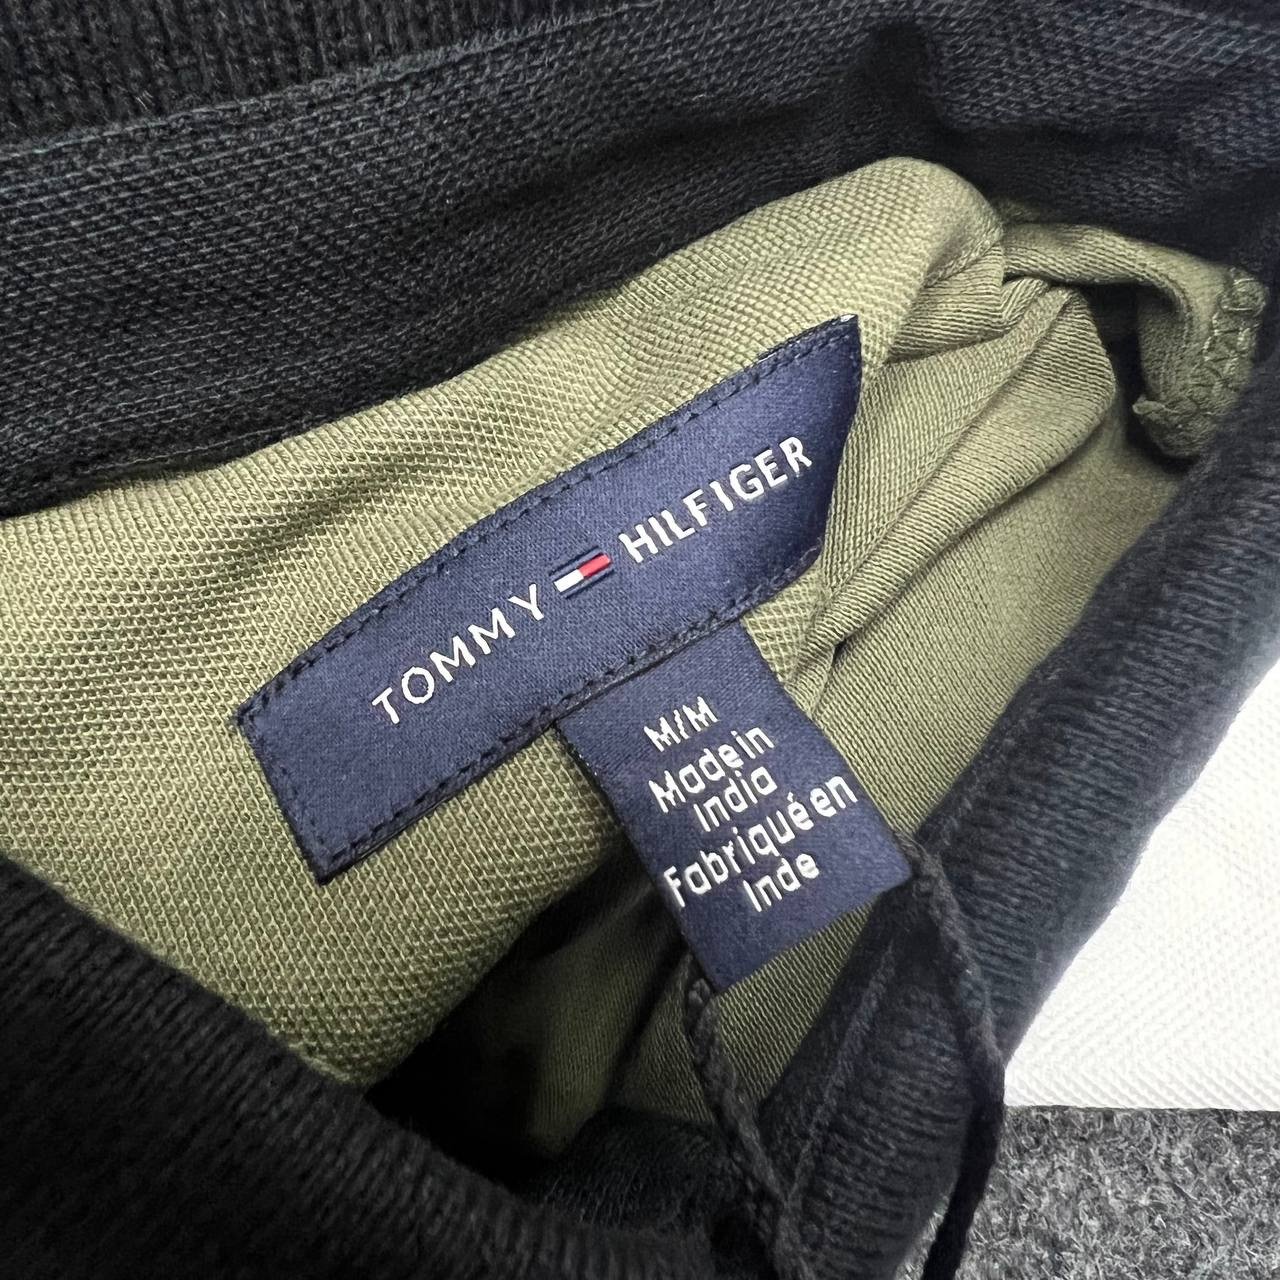 TOMMY HILFIGER
M/M
Made in
India
Fabriqué en
Inde